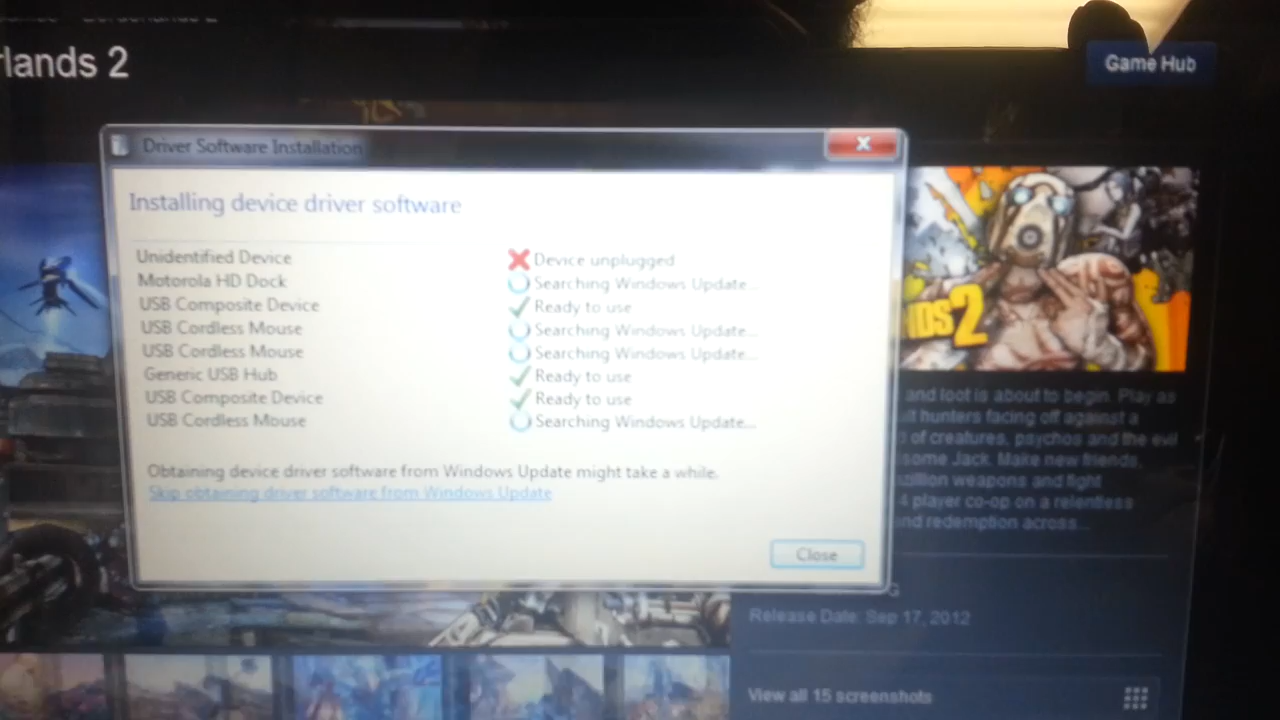 lands 2
Game Hub
Driver Software Installation
Installing device driver software
Unidentified Device Device unplugged
Motorola HD Dock Searching Windows Update...
USB Composite Device Ready to use
USB Cordless Mouse Searching Windows Update...
USB Cordless Mouse Searching Windows Update...
Generic USB Hub Ready to use
USB Composite Device Ready to use
USB Cordless Mouse Searching Windows Update...
Obtaining device driver software from Windows Update might take a while.
Skip obtaining driver software from Windows Update
Close
NDS 2
and loot is about to begin. Play as
hunters facing off against a
of creatures, psychos and the evil
some Jack. Make new friends,
weapons and fight
4 player co-op on a relentless
and redemption across...
Release Date: Sep 17, 2012
View all 15 screenshots